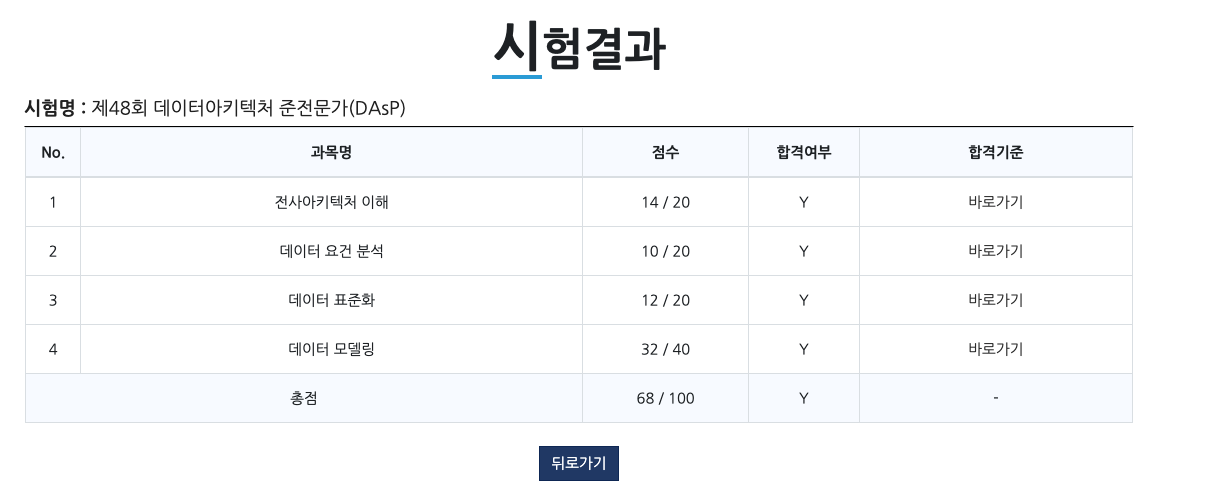 시험결과
시험명 : 제48회 데이터아키텍처 준전문가(DAsP)
No. 과목명 점수 합격여부 합격기준
1 전사아키텍처 이해 14 / 20 Y 바로가기
2 데이터 요건 분석 10 / 20 Y 바로가기
3 데이터 표준화 12 / 20 Y 바로가기
4 데이터 모델링 32 / 40 Y 바로가기
총점 68 / 100 Y -
뒤로가기